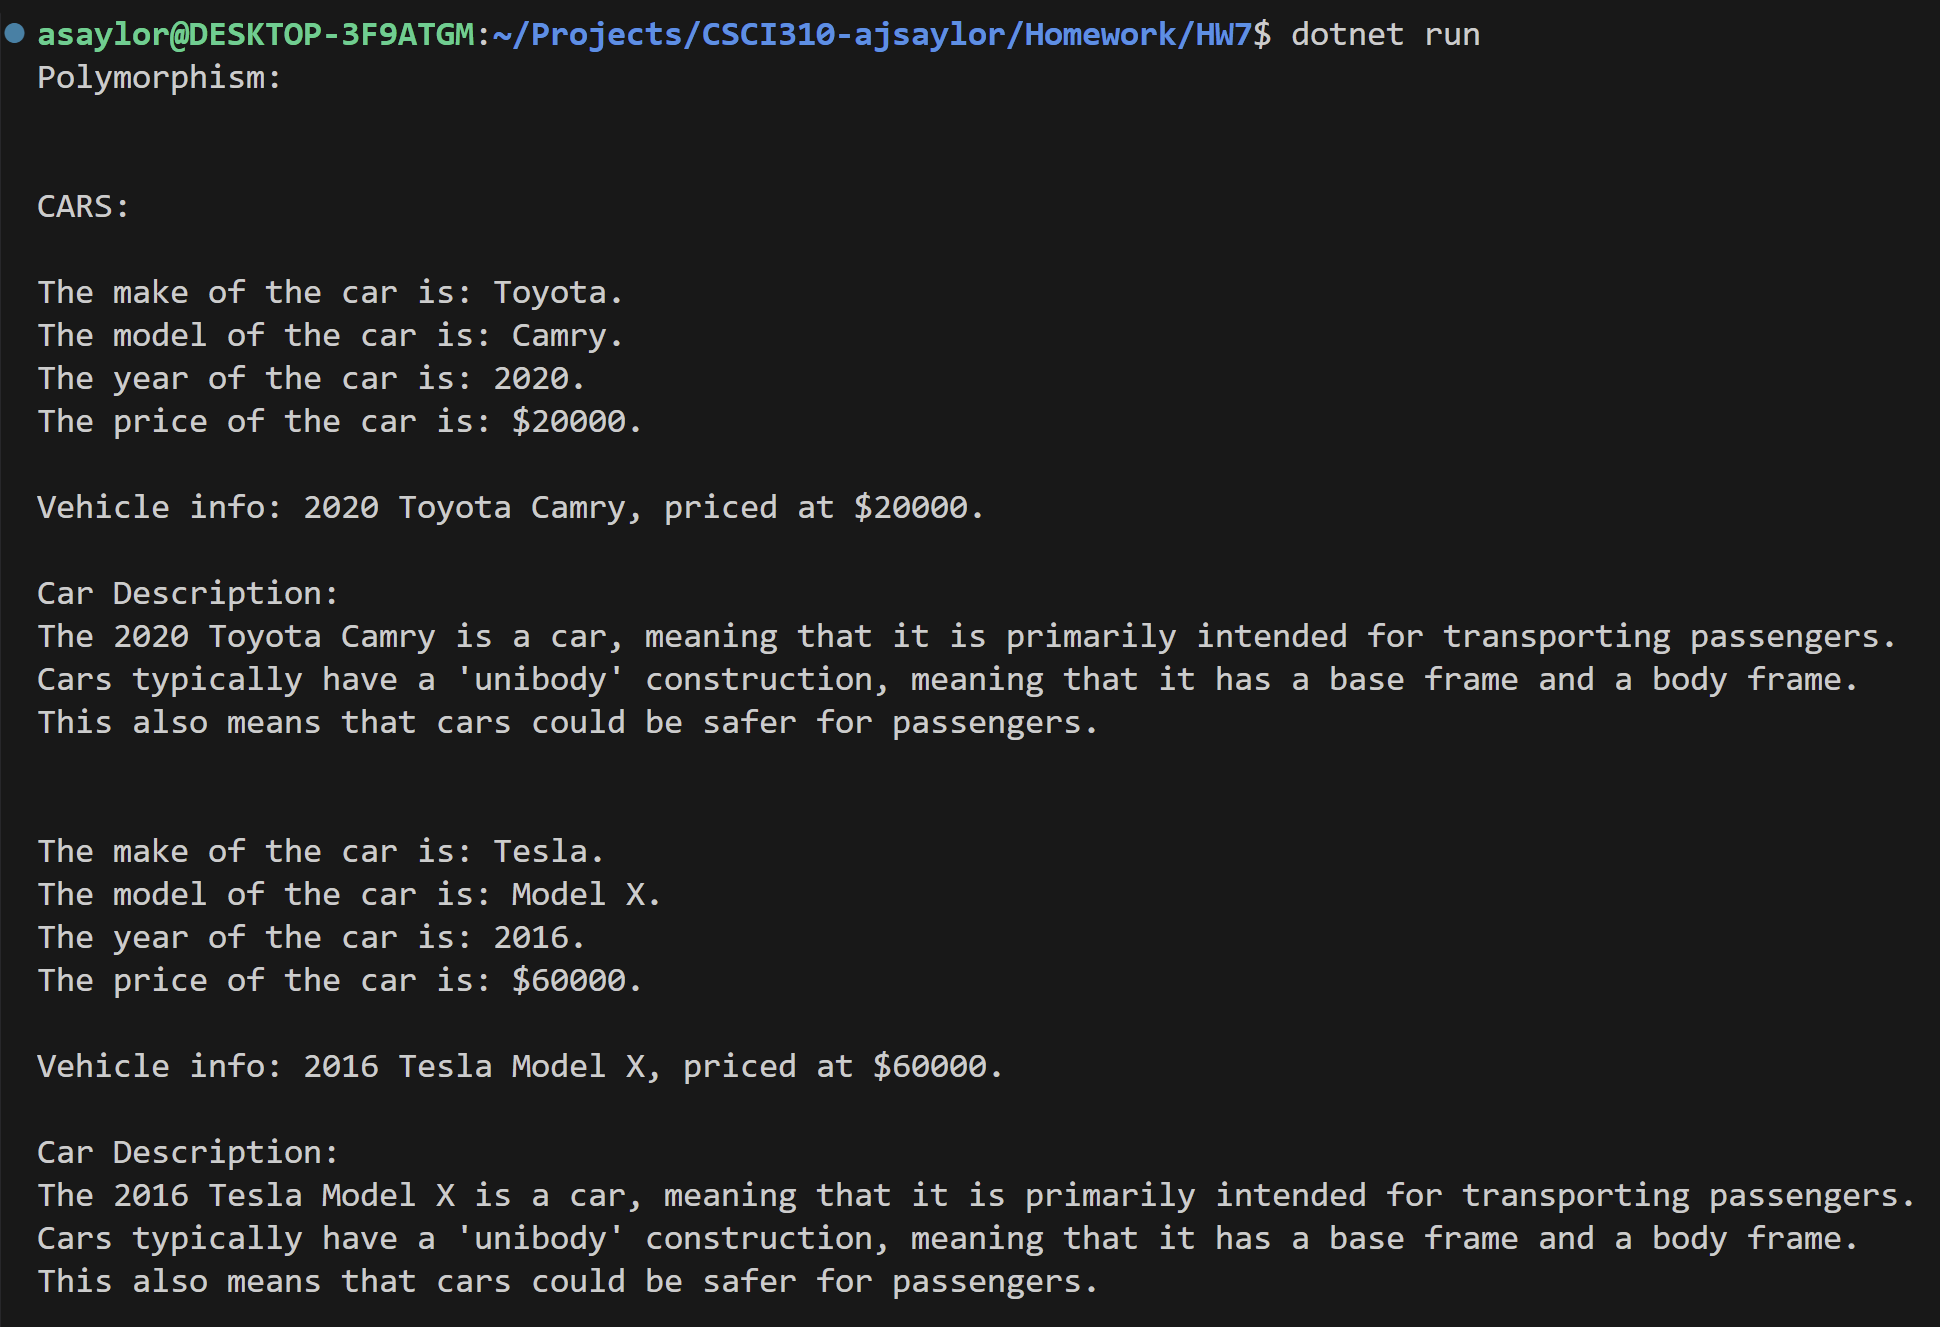 asaylor@DESKTOP-3F9ATGM:~/Projects/CSCI310-ajsaylor/Homework/HW7$ dotnet run
Polymorphism:
CARS:
The make of the car is: Toyota.
The model of the car is: Camry.
The year of the car is: 2020.
The price of the car is: $20000.
Vehicle info: 2020 Toyota Camry, priced at $20000.
Car Description:
The 2020 Toyota Camry is a car, meaning that it is primarily intended for transporting passengers.
Cars typically have a 'unibody' construction, meaning that it has a base frame and a body frame.
This also means that cars could be safer for passengers.
The make of the car is: Tesla.
The model of the car is: Model X.
The year of the car is: 2016.
The price of the car is: $60000.
Vehicle info: 2016 Tesla Model X, priced at $60000.
Car Description:
The 2016 Tesla Model X is a car, meaning that it is primarily intended for transporting passengers.
Cars typically have a 'unibody' construction, meaning that it has a base frame and a body frame.
This also means that cars could be safer for passengers.